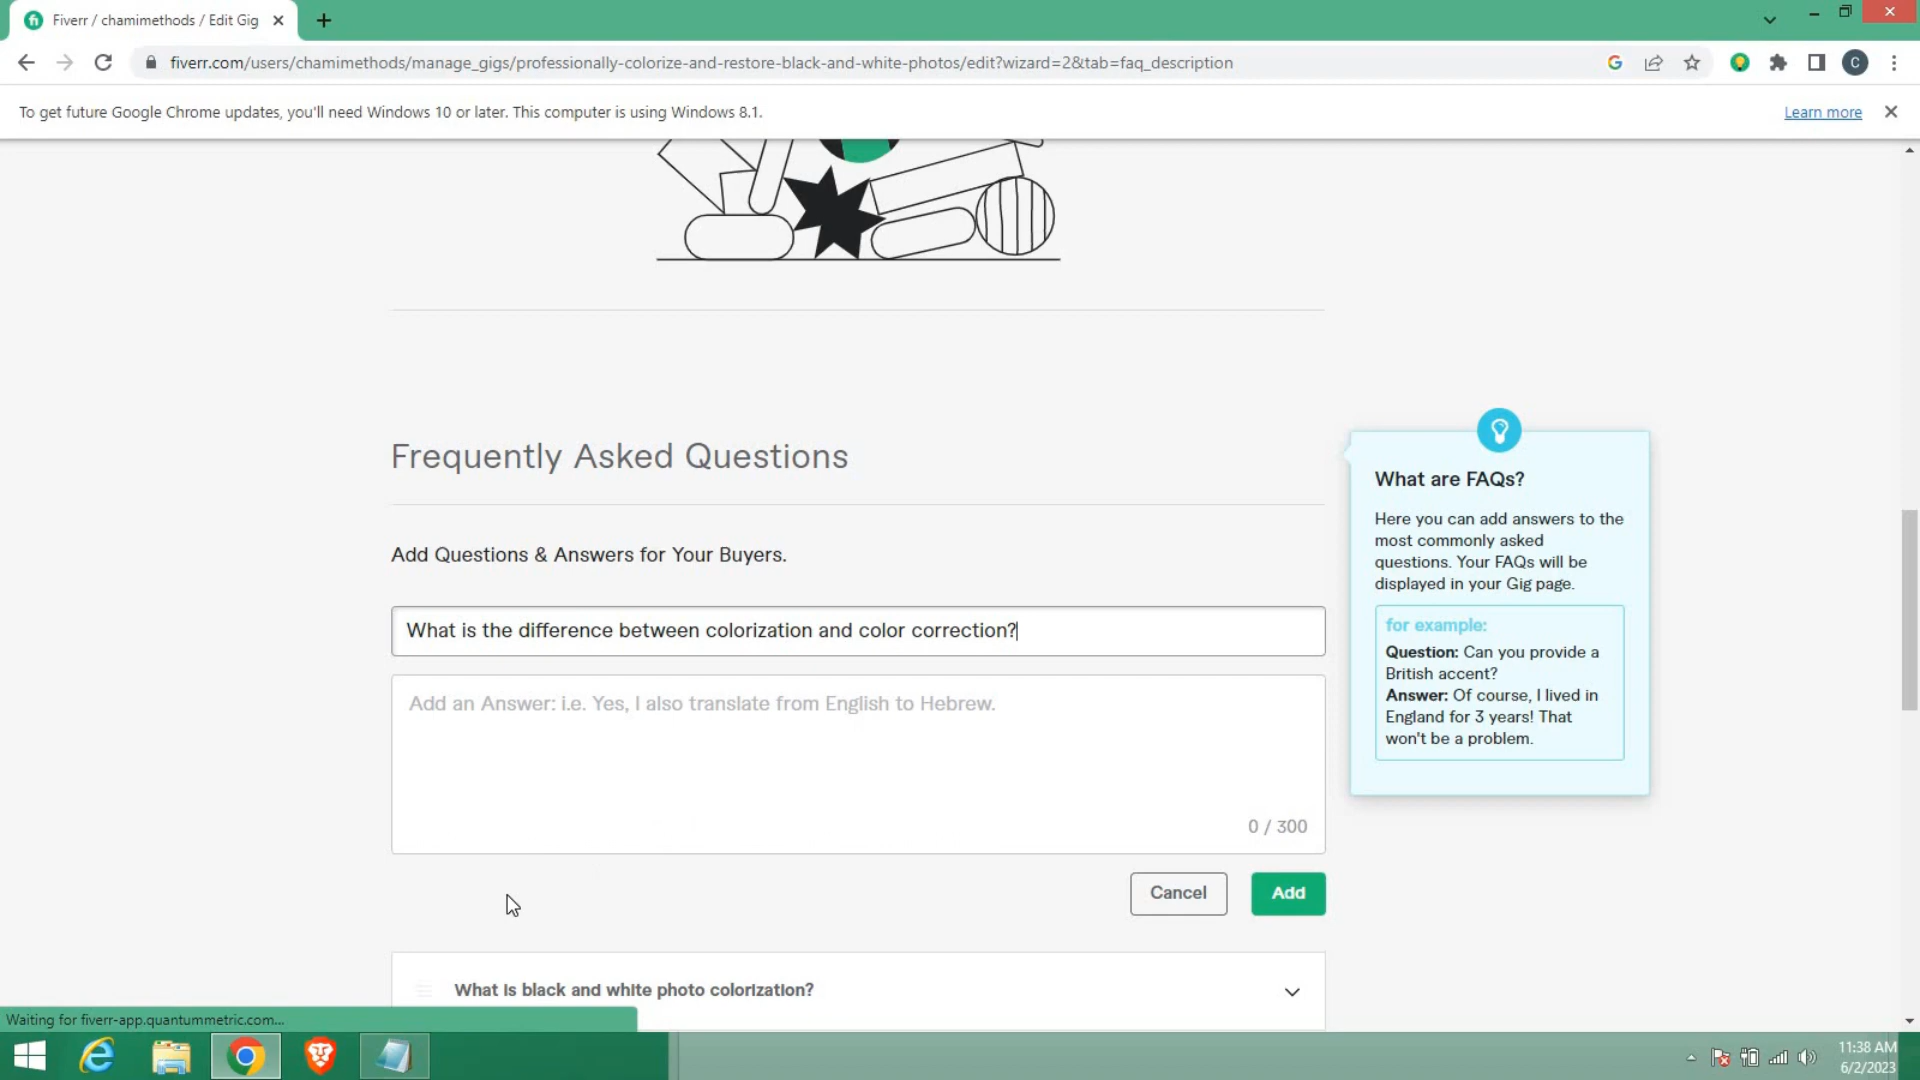 Fiverr / chamimethods / Edit Gig
fiverr.com/users/chamimethods/manage_gigs/professionally-colorize-and-restore-black-and-white-photos/edit?wizard=2&tab=faq_description
C
To get future Google Chrome updates, you'll need Windows 10 or later. This computer is using Windows 8.1.
Learn more
Frequently Asked Questions
Add Questions & Answers for Your Buyers.
What is the difference between colorization and color correction?
Add an Answer: i.e. Yes, I also translate from English to Hebrew.
0 / 300
Cancel
Add
What is black and white photo colorization?
What are FAQs?
Here you can add answers to the
most commonly asked
questions. Your FAQs will be
displayed in your Gig page.
for example:
Question: Can you provide a
British accent?
Answer: Of course, I lived in
England for 3 years! That
won't be a problem.
Waiting for fiverr-app.quantummetric.com...
11:38 AM
6/2/2023